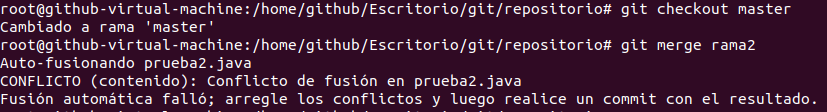 root@github-virtual-machine:/home/github/Escritorio/git/repositorio# git checkout master
Cambiado a rama 'master'
root@github-virtual-machine:/home/github/Escritorio/git/repositorio# git merge rama2
Auto-fusionando prueba2.java
CONFLICTO (contenido): Conflicto de fusión en prueba2.java
Fusión automática falló; arregle los conflictos y luego realice un commit con el resultado.